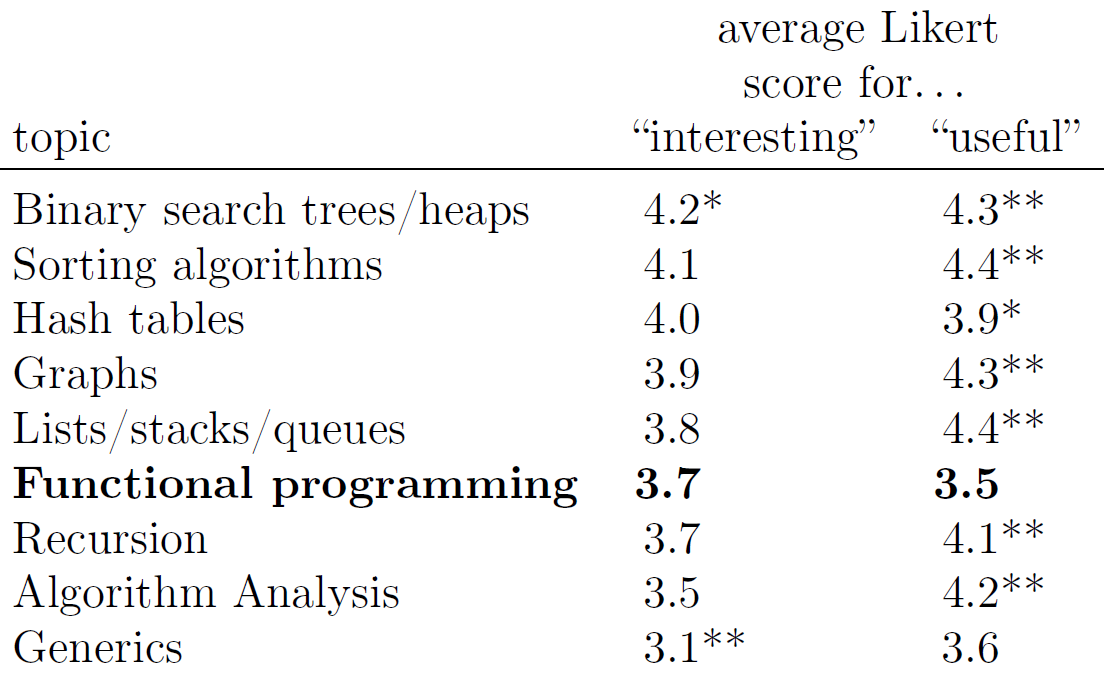 average Likert
score for…
topic “interesting” “useful”
Binary search trees/heaps 4.2* 4.3**
Sorting algorithms 4.1 4.4**
Hash tables 4.0 3.9*
Graphs 3.9 4.3**
Lists/stacks/queues 3.8 4.4**
Functional programming 3.7 3.5
Recursion 3.7 4.1**
Algorithm Analysis 3.5 4.2**
Generics 3.1** 3.6